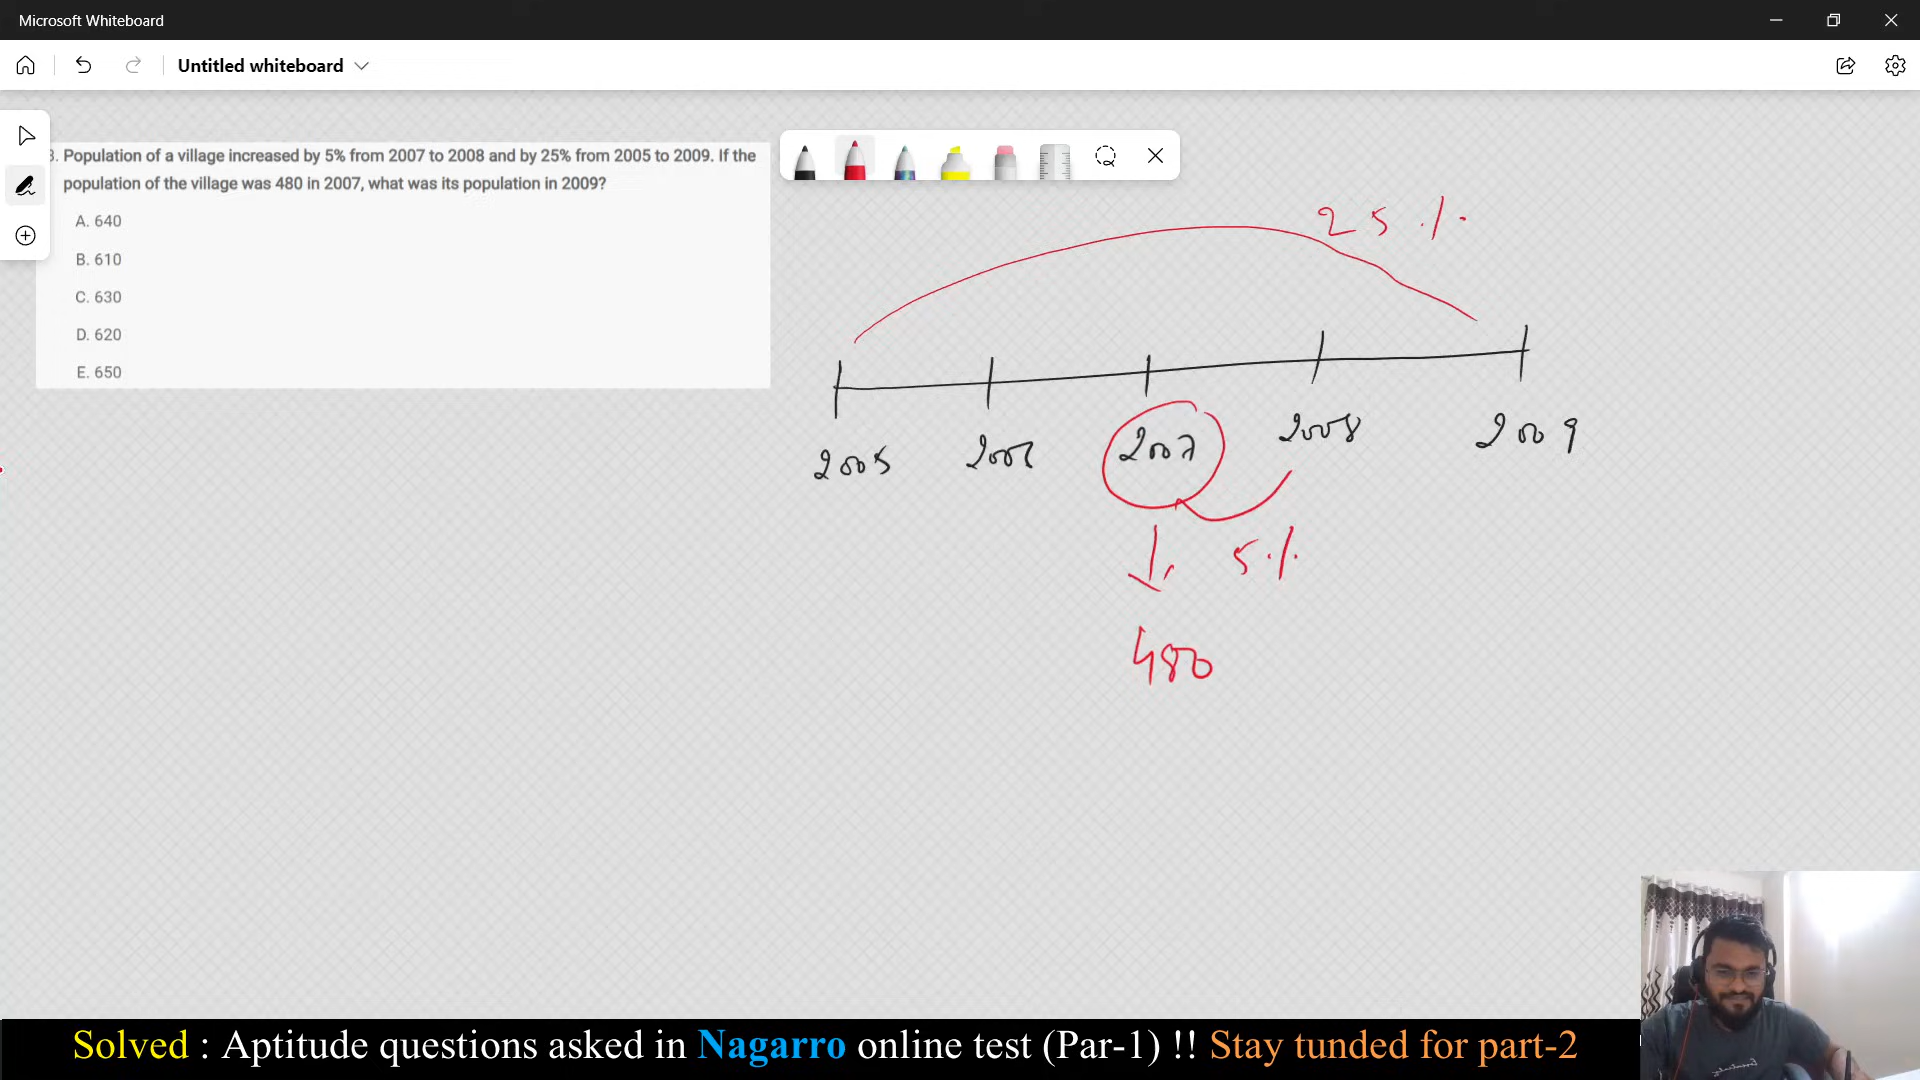 Microsoft Whiteboard
Untitled whiteboard
3. Population of a village increased by 5% from 2007 to 2008 and by 25% from 2005 to 2009. If the
population of the village was 480 in 2007, what was its population in 2009?
A. 640
B. 610
C. 630
D. 620
E. 650
25 %
2005 2006 2007 2008 2009
5%
480
Solved : Aptitude questions asked in Nagarro online test (Par-1) !! Stay tunded for part-2